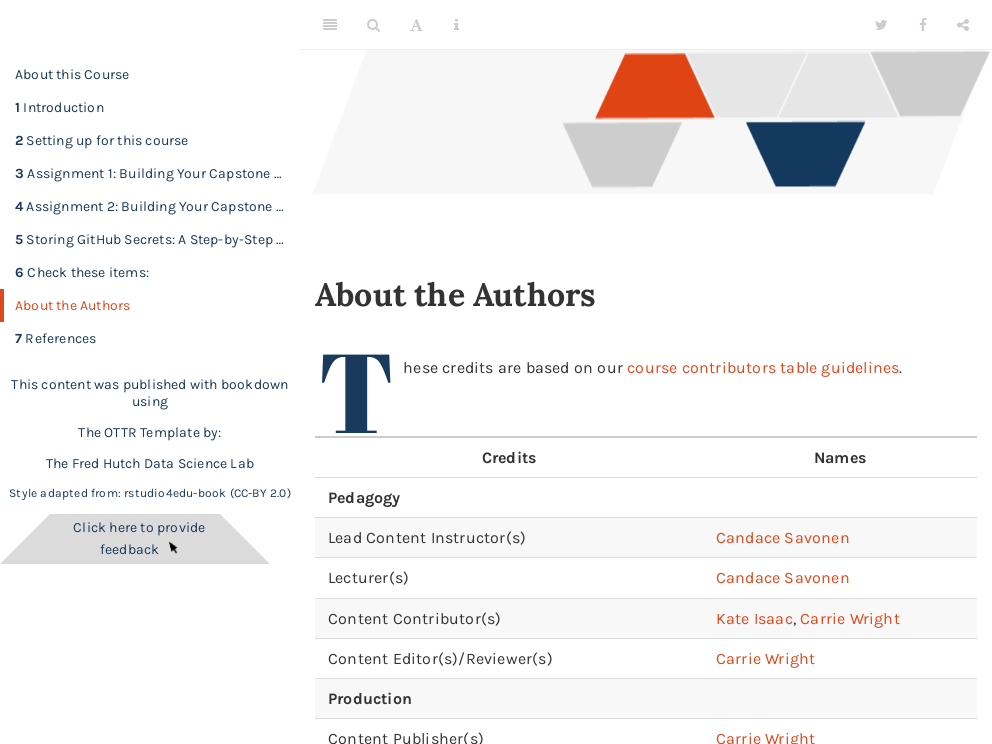 About this Course
1 Introduction
2 Setting up for this course
3 Assignment 1: Building Your Capstone ...
4 Assignment 2: Building Your Capstone ...
5 Storing GitHub Secrets: A Step-by-Step ...
6 Check these items:
About the Authors
7 References
This content was published with bookdown
using
The OTTR Template by:
The Fred Hutch Data Science Lab
Style adapted from: rstudio4edu-book (CC-BY 2.0)
Click here to provide
feedback
About the Authors
These credits are based on our course contributors table guidelines.
Credits Names
Pedagogy
Lead Content Instructor(s) Candace Savonen
Lecturer(s) Candace Savonen
Content Contributor(s) Kate Isaac, Carrie Wright
Content Editor(s)/Reviewer(s) Carrie Wright
Production
Content Publisher(s) Carrie Wright